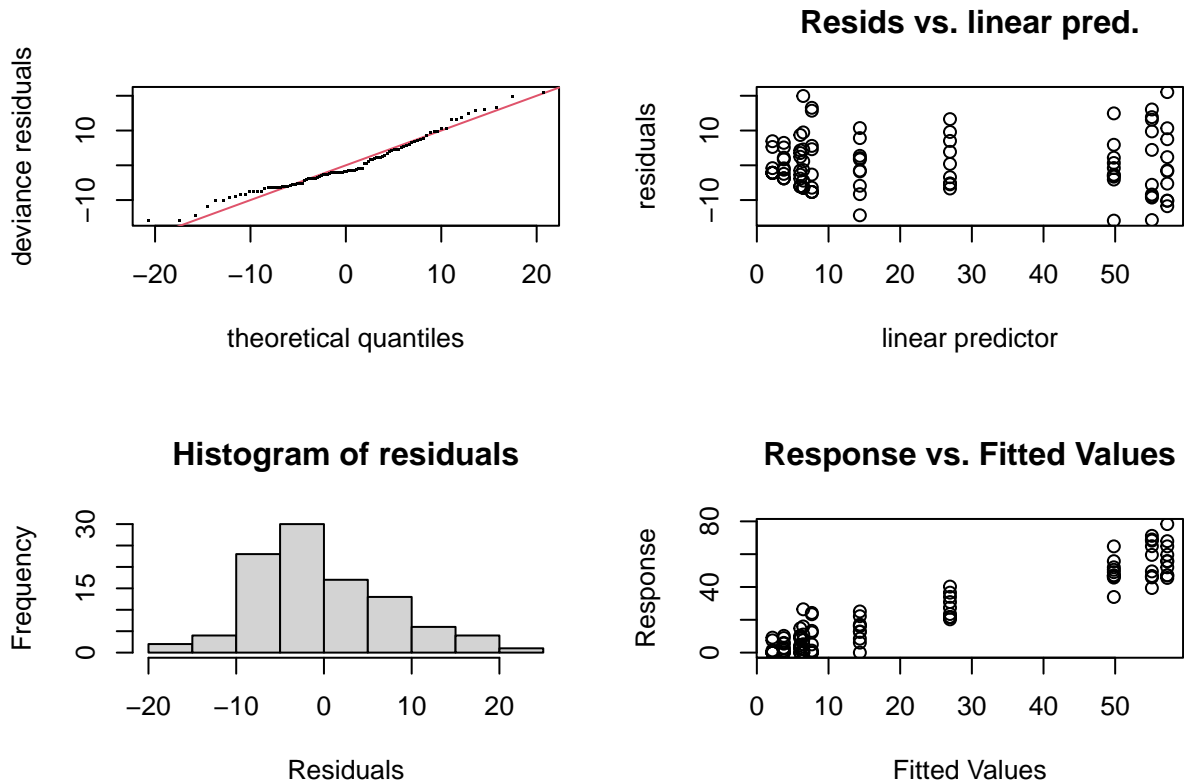 deviance residuals
−10
10
−20
−10
0
10
20
theoretical quantiles
Resids vs. linear pred.
residuals
−10
10
0
10
20
30
40
50
linear predictor
Histogram of residuals
Frequency
0
15
30
−20
−10
0
10
20
Residuals
Response vs. Fitted Values
Response
0
40
80
0
10
20
30
40
50
Fitted Values